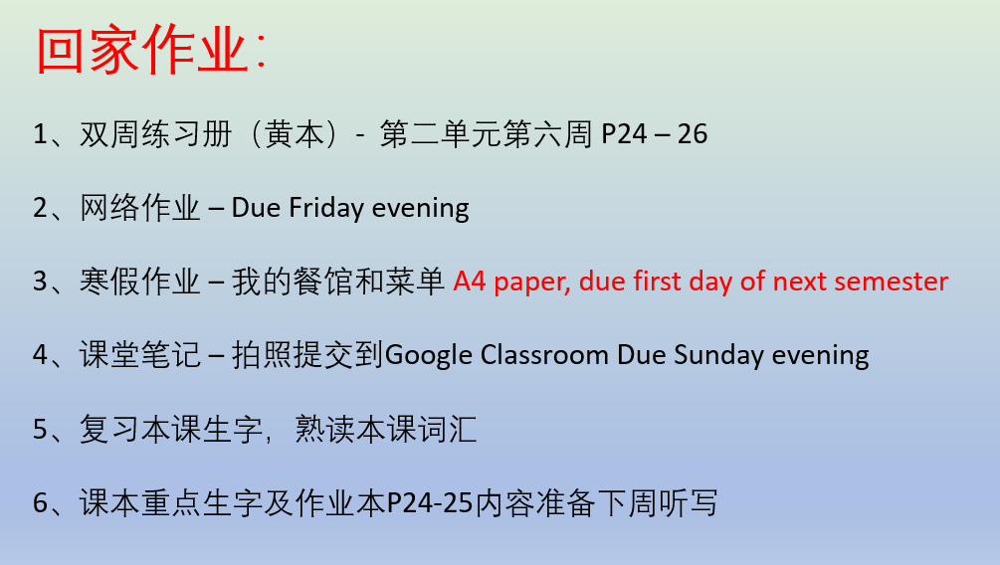 回家作业：
1、双周练习册（黄本）- 第二单元第六周 P24 – 26
2、网络作业 – Due Friday evening
3、寒假作业 – 我的餐馆和菜单 A4 paper, due first day of next semester
4、课堂笔记 – 拍照提交到Google Classroom Due Sunday evening
5、复习本课生字，熟读本课词汇
6、课本重点生字及作业本P24-25内容准备下周听写